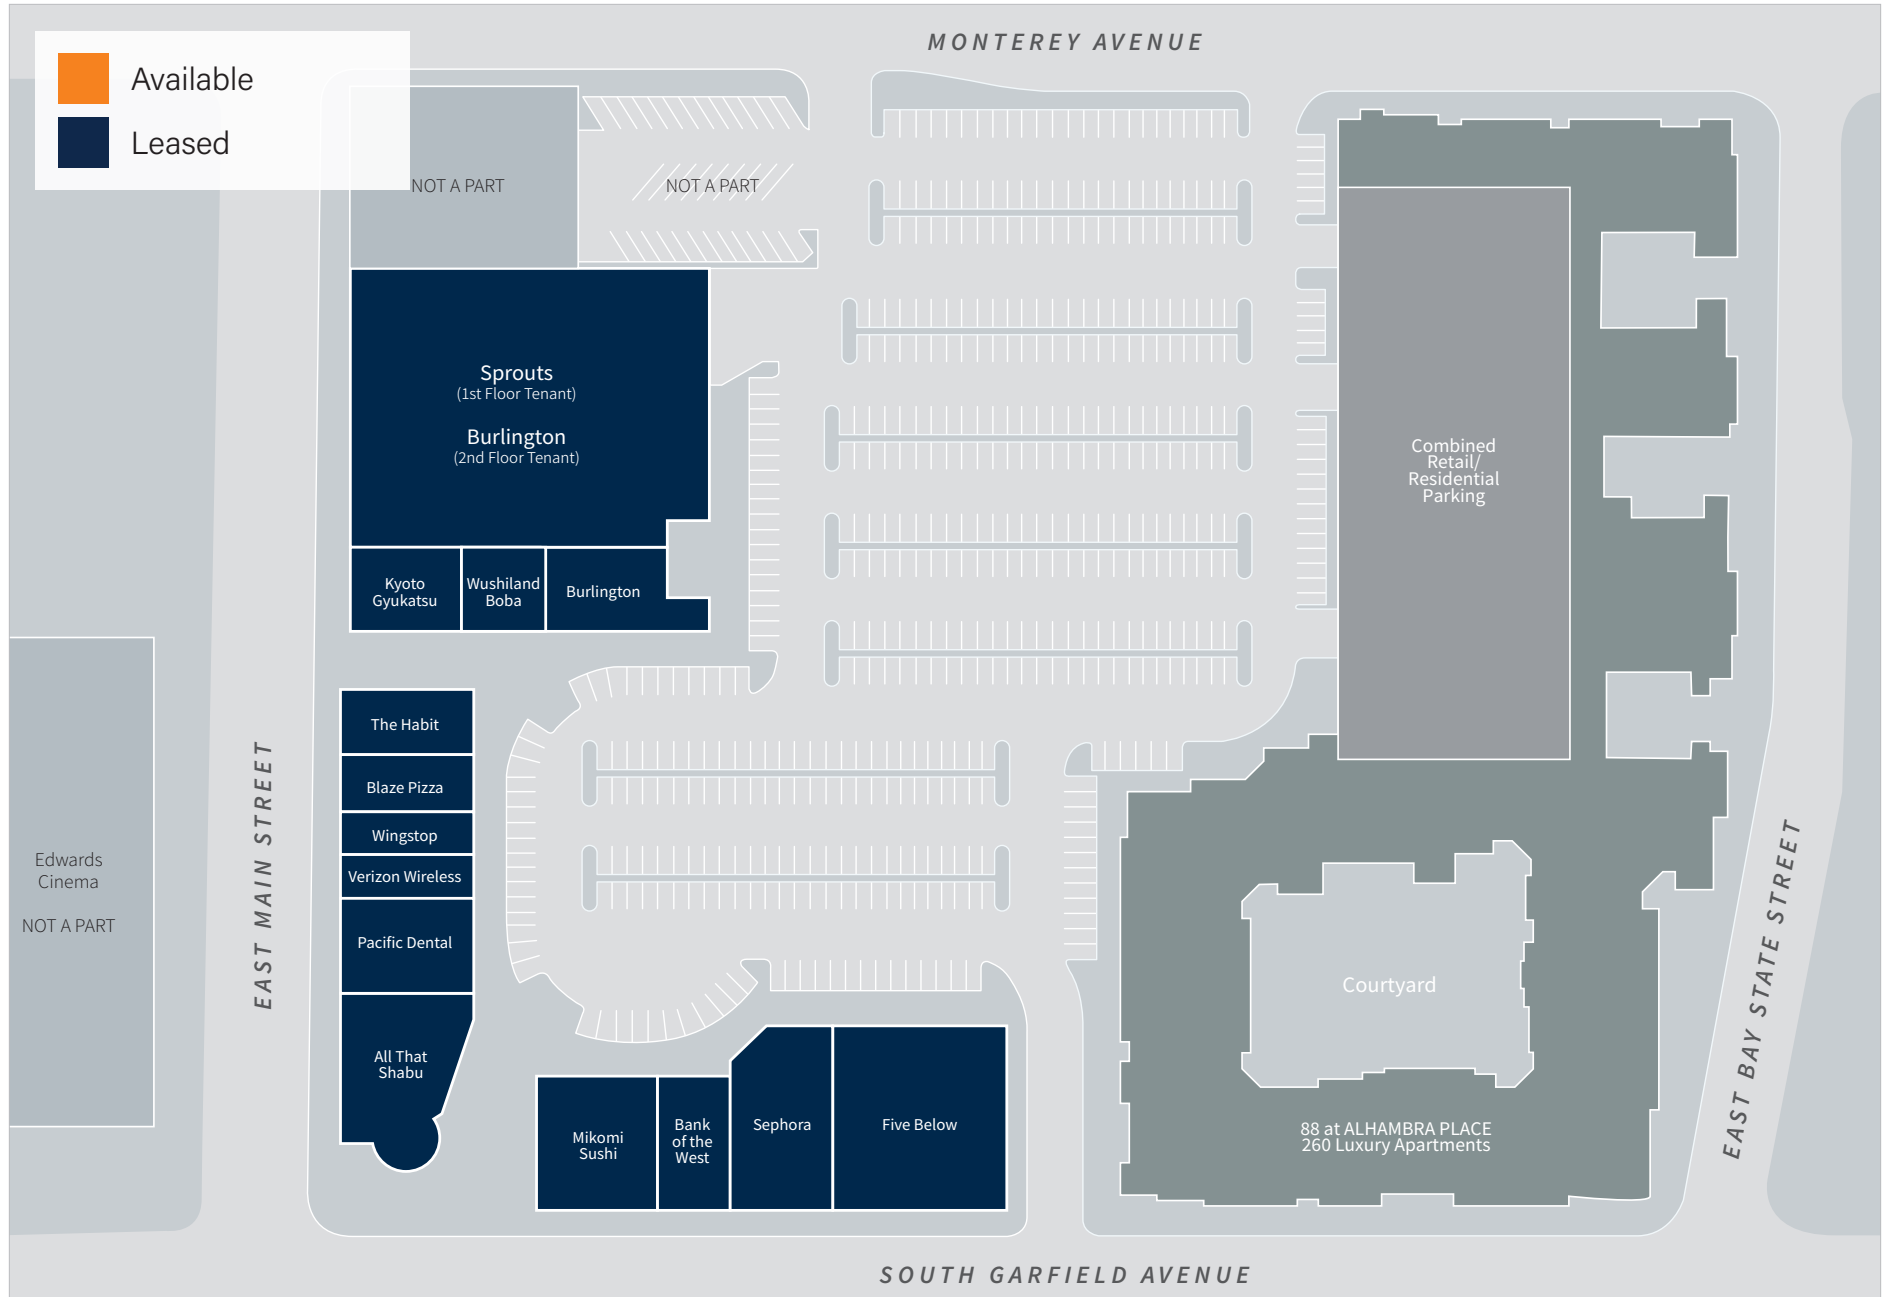 MONTEREY AVENUE
Available
Leased
NOT A PART
NOT A PART
Sprouts
(1st Floor Tenant)
Burlington
(2nd Floor Tenant)
Kyoto
Gyukatsu
Wushiland
Boba
Burlington
Combined
Retail/
Residential
Parking
The Habit
Blaze Pizza
Wingstop
Verizon Wireless
Pacific Dental
All That
Shabu
EAST MAIN STREET
Edwards
Cinema
NOT A PART
Mikomi
Sushi
Bank
of the
West
Sephora
Five Below
Courtyard
88 at ALHAMBRA PLACE
260 Luxury Apartments
EAST BAY STATE STREET
SOUTH GARFIELD AVENUE